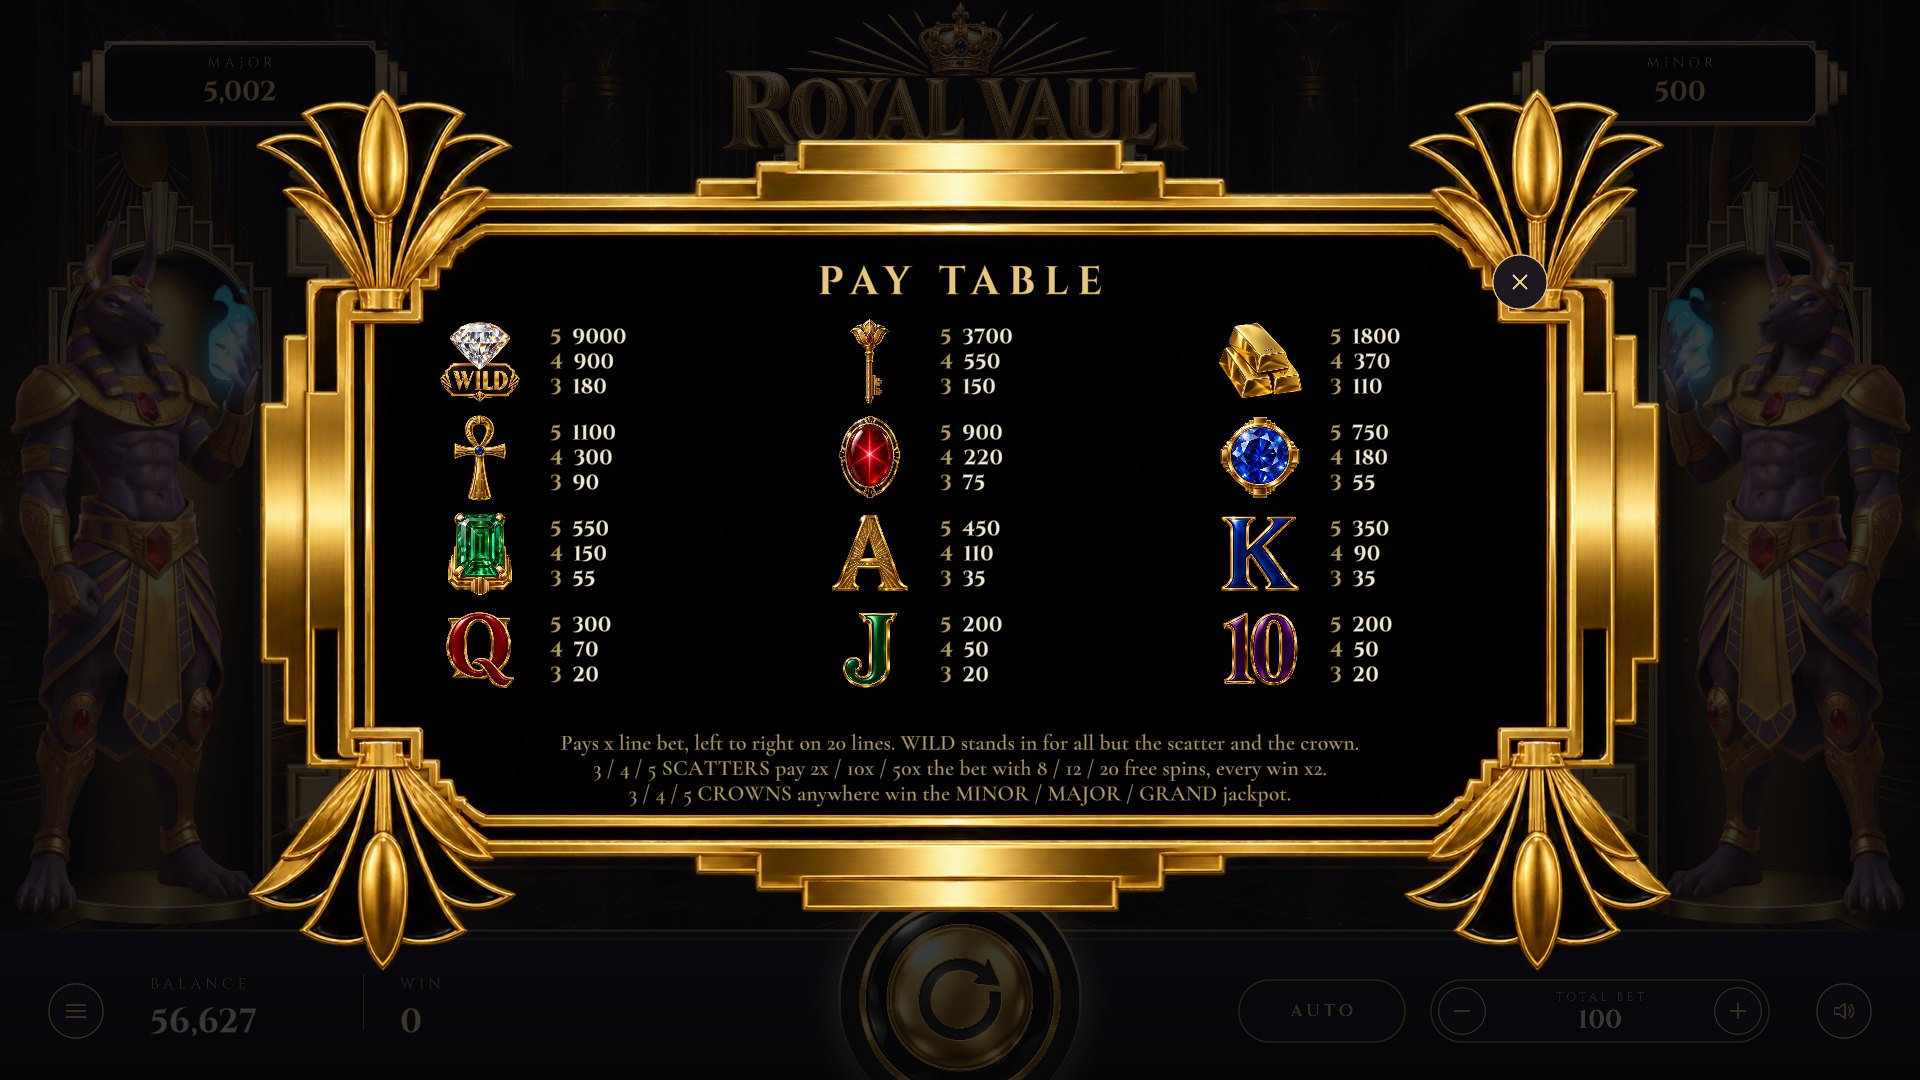 MAJOR
5,002
ROYAL VAULT
MINOR
500
PAY TABLE
WILD
5 9000
4 900
3 180
5 3700
4 550
3 150
5 1800
4 370
3 110
5 1100
4 300
3 90
5 900
4 220
3 75
5 750
4 180
3 55
5 550
4 150
3 55
A
5 450
4 110
3 35
K
5 350
4 90
3 35
Q
5 300
4 70
3 20
J
5 200
4 50
3 20
10
5 200
4 50
3 20
Pays x line bet, left to right on 20 lines. WILD stands in for all but the scatter and the crown.
3 / 4 / 5 SCATTERS pay 2x / 10x / 50x the bet with 8 / 12 / 20 free spins, every win x2.
3 / 4 / 5 CROWNS anywhere win the MINOR / MAJOR / GRAND jackpot.
BALANCE
56,627
WIN
0
AUTO
TOTAL BET
100